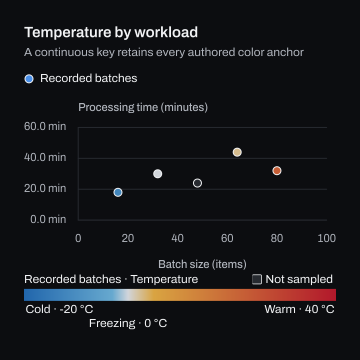 Temperature by workload
A continuous key retains every authored color anchor
Recorded batches
Processing time (minutes)
60.0 min
40.0 min
20.0 min
0.0 min
0 20 40 60 80 100
Batch size (items)
Recorded batches · Temperature Not sampled
Cold · -20 °C Warm · 40 °C
Freezing · 0 °C